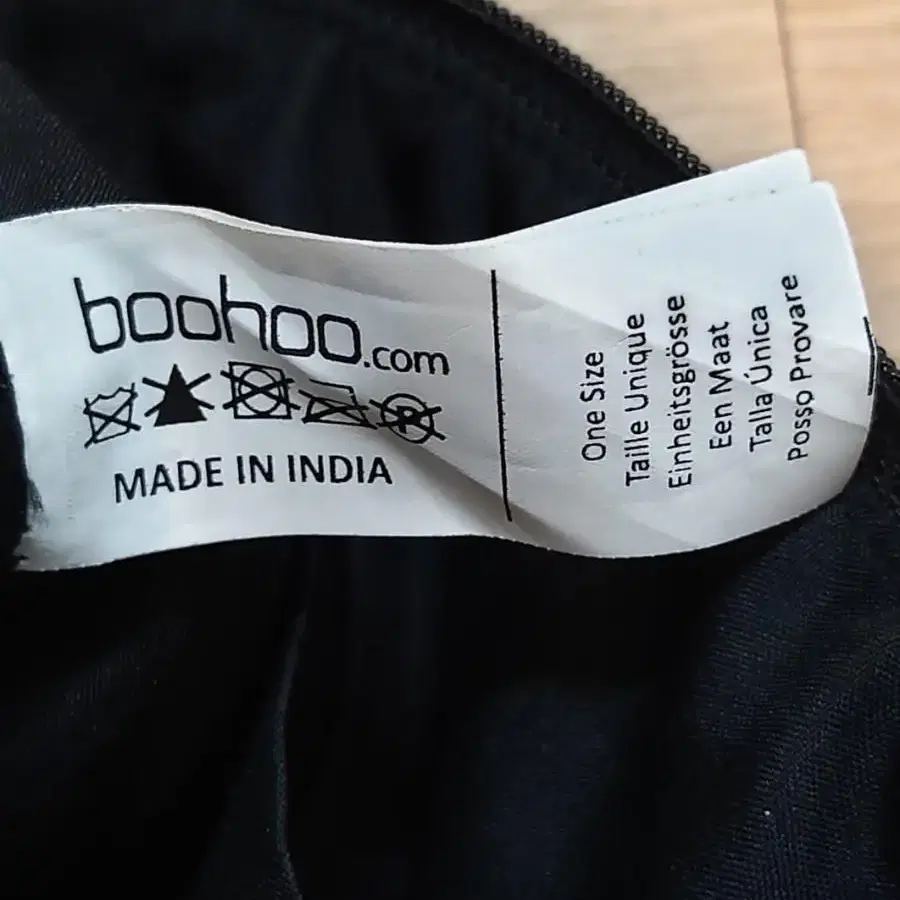 boohoo.com
MADE IN INDIA
One Size
Taille Unique
Einheitsgrösse
Een Maat
Talla Única
Posso Provare